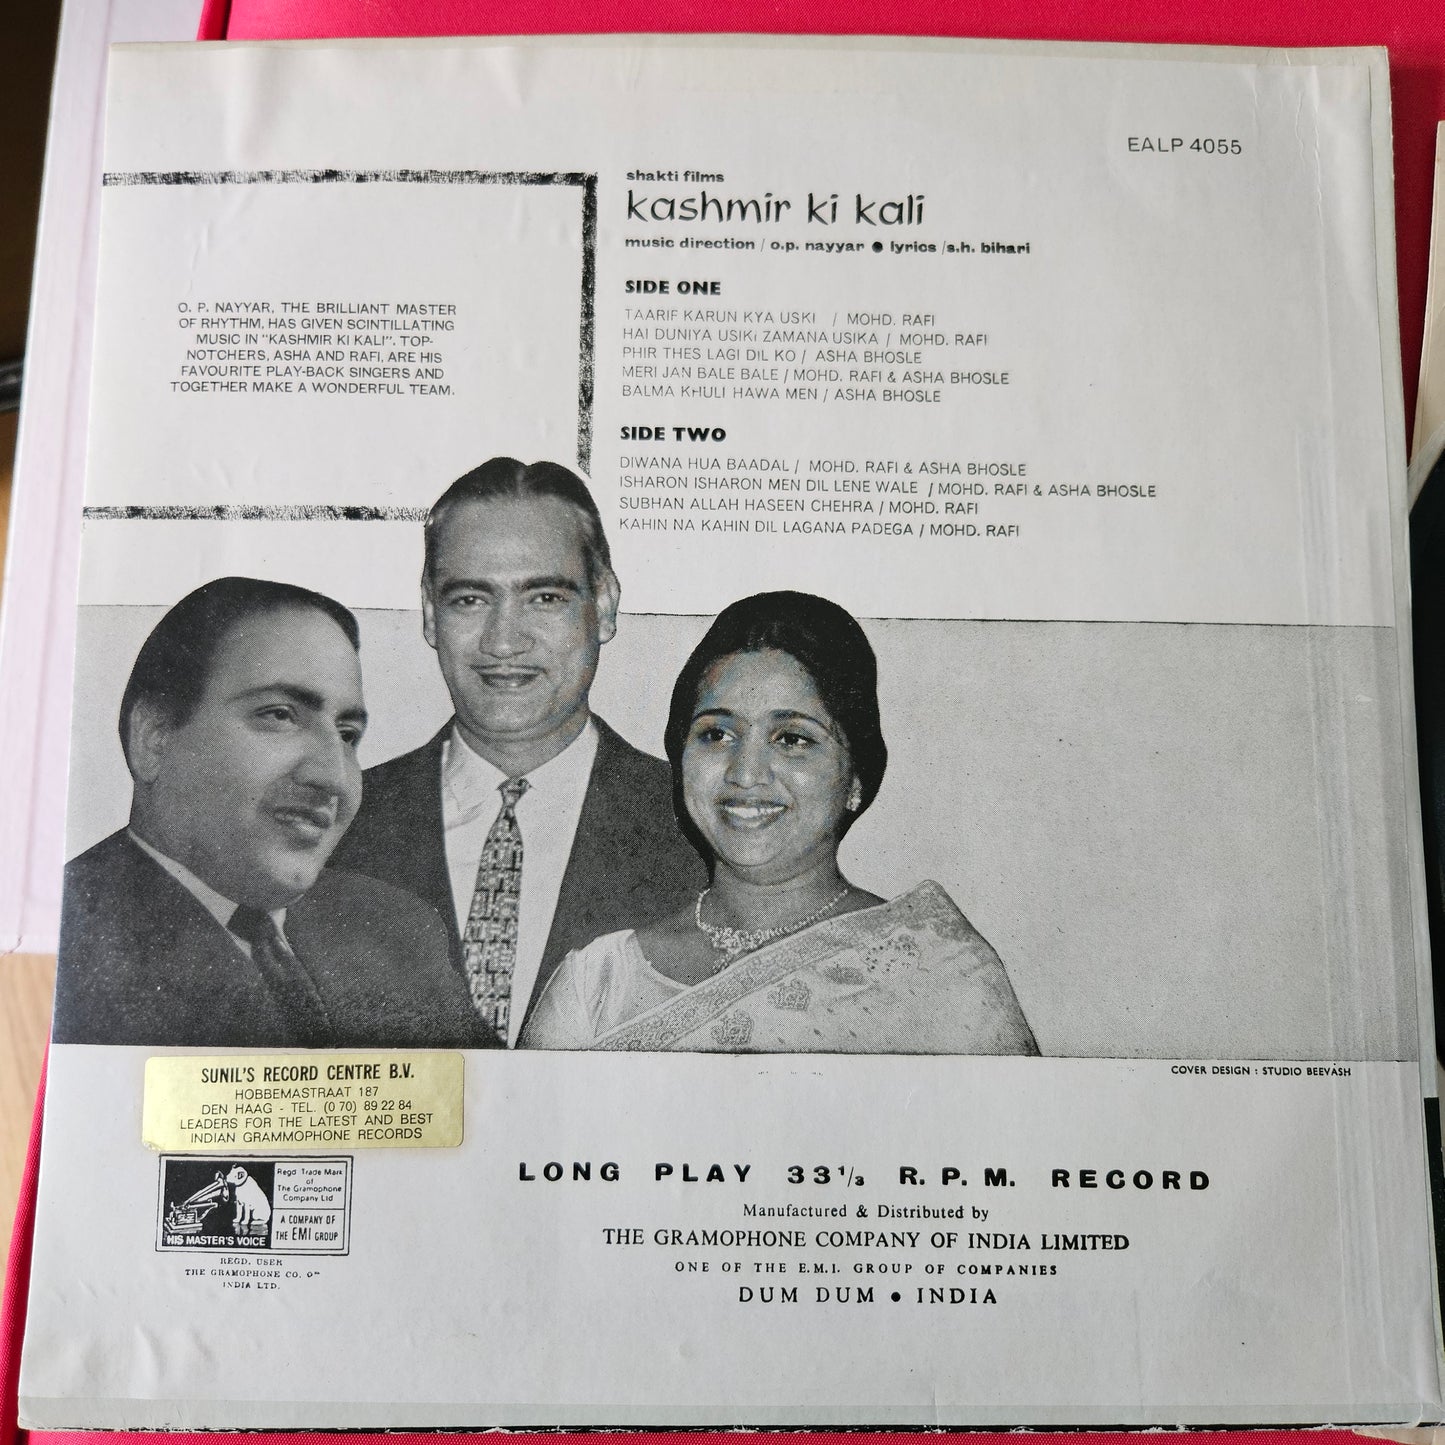 EALP 4055
shakti films
kashmir ki kali
music direction / o.p. nayyar ● lyrics /s.h. bihari
O. P. NAYYAR, THE BRILLIANT MASTER
OF RHYTHM, HAS GIVEN SCINTILLATING
MUSIC IN "KASHMIR KI KALI". TOP-
NOTCHERS, ASHA AND RAFI, ARE HIS
FAVOURITE PLAY-BACK SINGERS AND
TOGETHER MAKE A WONDERFUL TEAM.
SIDE ONE
TAARIF KARUN KYA USKI / MOHD. RAFI
HAI DUNIYA USIKI ZAMANA USIKA / MOHD. RAFI
PHIR THES LAGI DIL KO / ASHA BHOSLE
MERI JAN BALE BALE / MOHD. RAFI & ASHA BHOSLE
BALMA KHULI HAWA MEN / ASHA BHOSLE
SIDE TWO
DIWANA HUA BAADAL / MOHD. RAFI & ASHA BHOSLE
ISHARON ISHARON MEN DIL LENE WALE / MOHD. RAFI & ASHA BHOSLE
SUBHAN ALLAH HASEEN CHEHRA / MOHD. RAFI
KAHIN NA KAHIN DIL LAGANA PADEGA / MOHD. RAFI
COVER DESIGN : STUDIO BEEVASH
SUNIL'S RECORD CENTRE B.V.
HOBBEMASTRAAT 187
DEN HAAG - TEL. (0 70) 89 22 84
LEADERS FOR THE LATEST AND BEST
INDIAN GRAMMOPHONE RECORDS
HIS MASTER'S VOICE
Regd Trade Mark
of
The Gramophone
Company Ltd
A COMPANY OF
THE EMI GROUP
REGD. USER
THE GRAMOPHONE CO. OF
INDIA LTD.
LONG PLAY 33 1/3 R. P. M. RECORD
Manufactured & Distributed by
THE GRAMOPHONE COMPANY OF INDIA LIMITED
ONE OF THE E.M.I. GROUP OF COMPANIES
DUM DUM ● INDIA